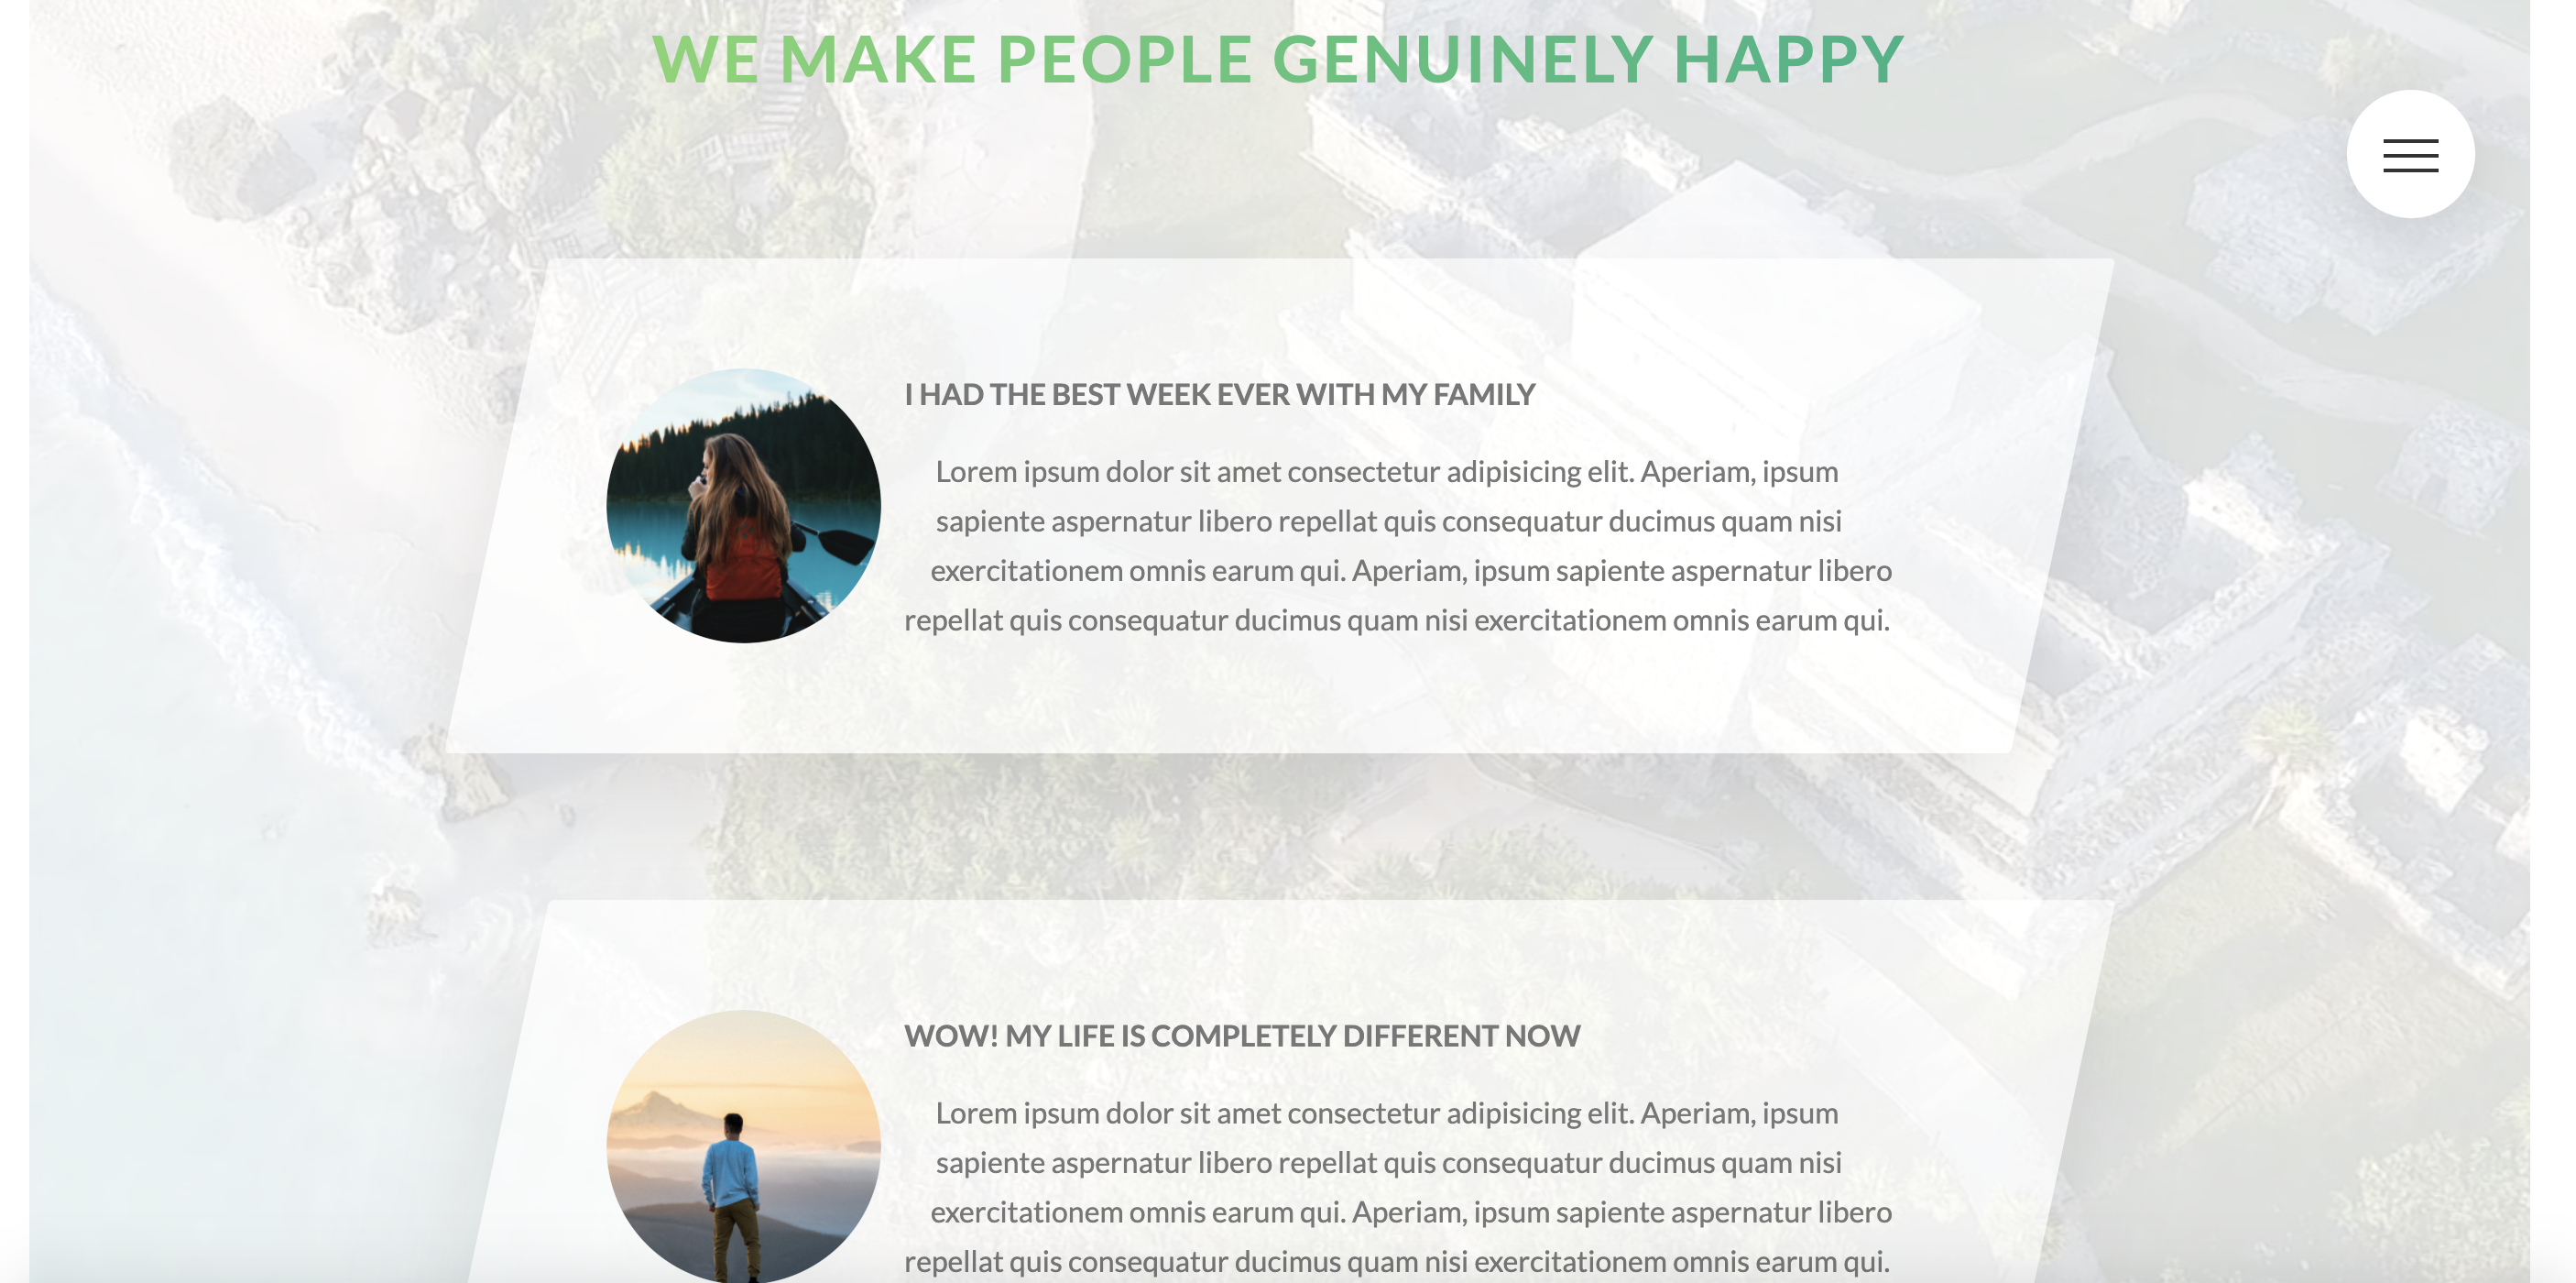 WE MAKE PEOPLE GENUINELY HAPPY
I HAD THE BEST WEEK EVER WITH MY FAMILY
Lorem ipsum dolor sit amet consectetur adipisicing elit. Aperiam, ipsum
sapiente aspernatur libero repellat quis consequatur ducimus quam nisi
exercitationem omnis earum qui. Aperiam, ipsum sapiente aspernatur libero
repellat quis consequatur ducimus quam nisi exercitationem omnis earum qui.
WOW! MY LIFE IS COMPLETELY DIFFERENT NOW
Lorem ipsum dolor sit amet consectetur adipisicing elit. Aperiam, ipsum
sapiente aspernatur libero repellat quis consequatur ducimus quam nisi
exercitationem omnis earum qui. Aperiam, ipsum sapiente aspernatur libero
repellat quis consequatur ducimus quam nisi exercitationem omnis earum qui.